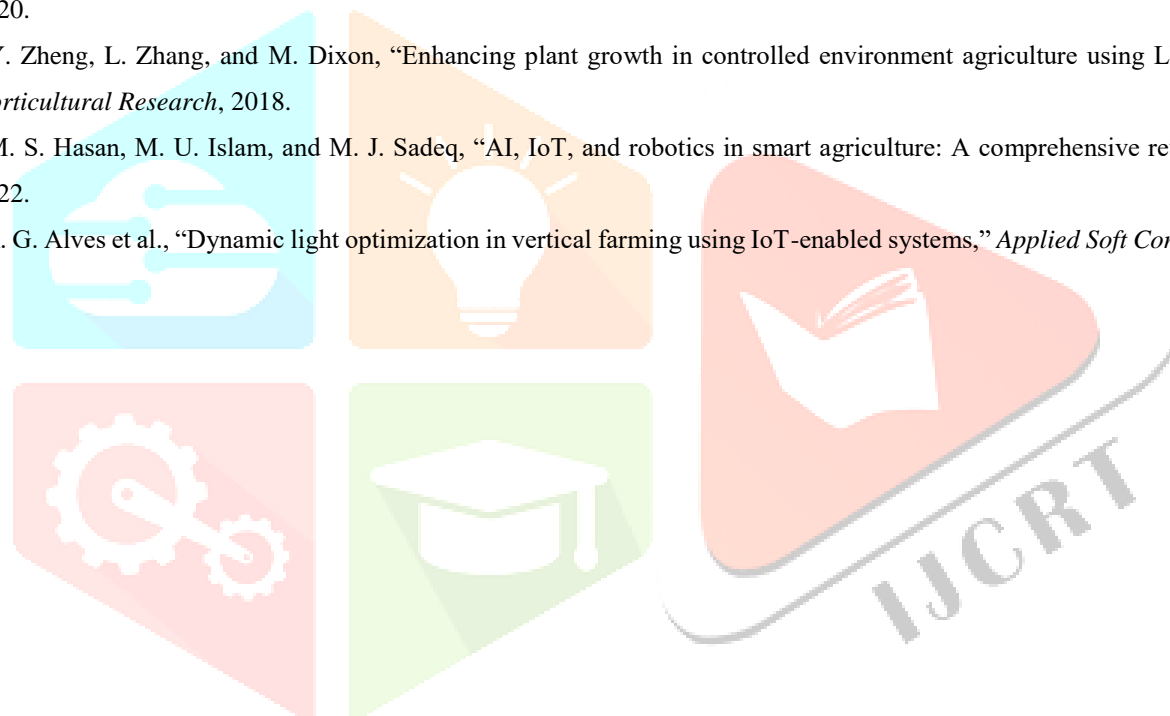 20.
Y. Zheng, L. Zhang, and M. Dixon, “Enhancing plant growth in controlled environment agriculture using L
orticultural Research, 2018.
M. S. Hasan, M. U. Islam, and M. J. Sadeq, “AI, IoT, and robotics in smart agriculture: A comprehensive re
22.
. G. Alves et al., “Dynamic light optimization in vertical farming using IoT-enabled systems,” Applied Soft Co
IJCRT